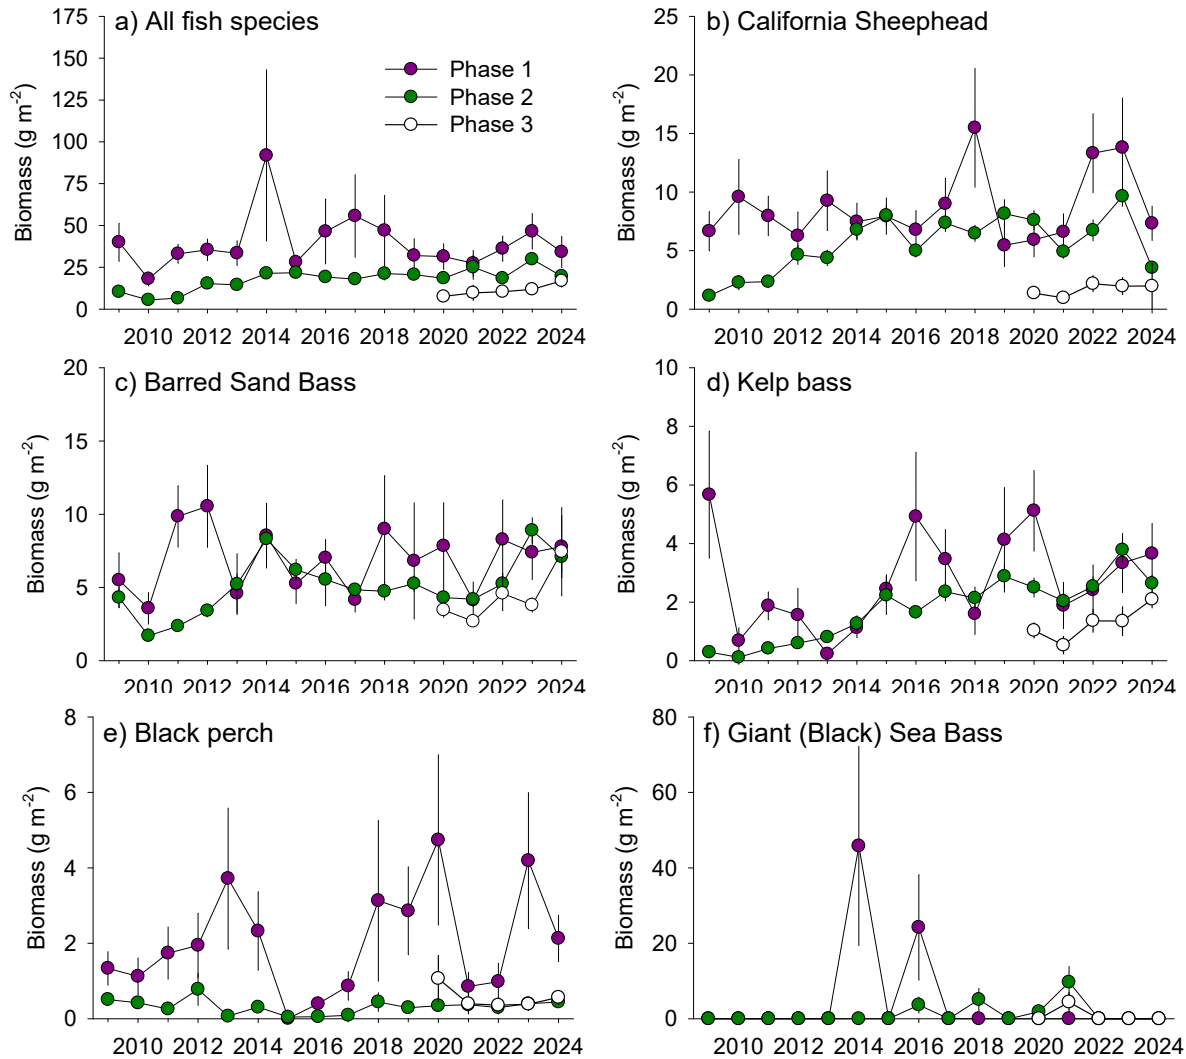 a) All fish species
175
150
125
100
75
50
25
0
Biomass (g m-2)
Phase 1
Phase 2
Phase 3
2010 2012 2014 2016 2018 2020 2022 2024
b) California Sheephead
25
20
15
10
5
0
Biomass (g m-2)
2010 2012 2014 2016 2018 2020 2022 2024
c) Barred Sand Bass
20
15
10
5
0
Biomass (g m-2)
2010 2012 2014 2016 2018 2020 2022 2024
d) Kelp bass
10
8
6
4
2
0
Biomass (g m-2)
2010 2012 2014 2016 2018 2020 2022 2024
e) Black perch
8
6
4
2
0
Biomass (g m-2)
2010 2012 2014 2016 2018 2020 2022 2024
f) Giant (Black) Sea Bass
80
60
40
20
0
Biomass (g m-2)
2010 2012 2014 2016 2018 2020 2022 2024